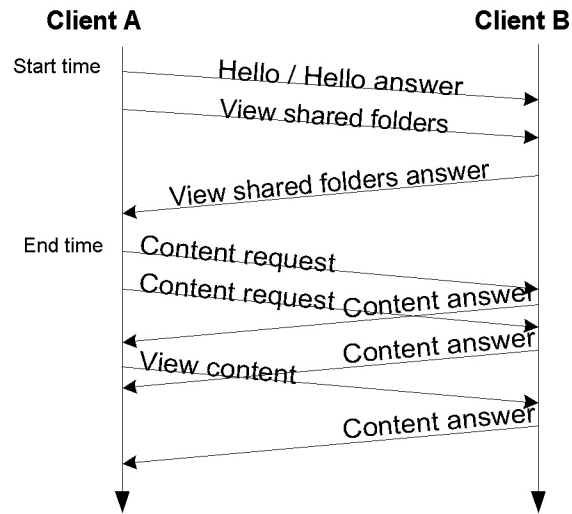 Client A
Client B
Start time
Hello / Hello answer
View shared folders
View shared folders answer
End time
Content request
Content request
Content answer
Content answer
View content
Content answer